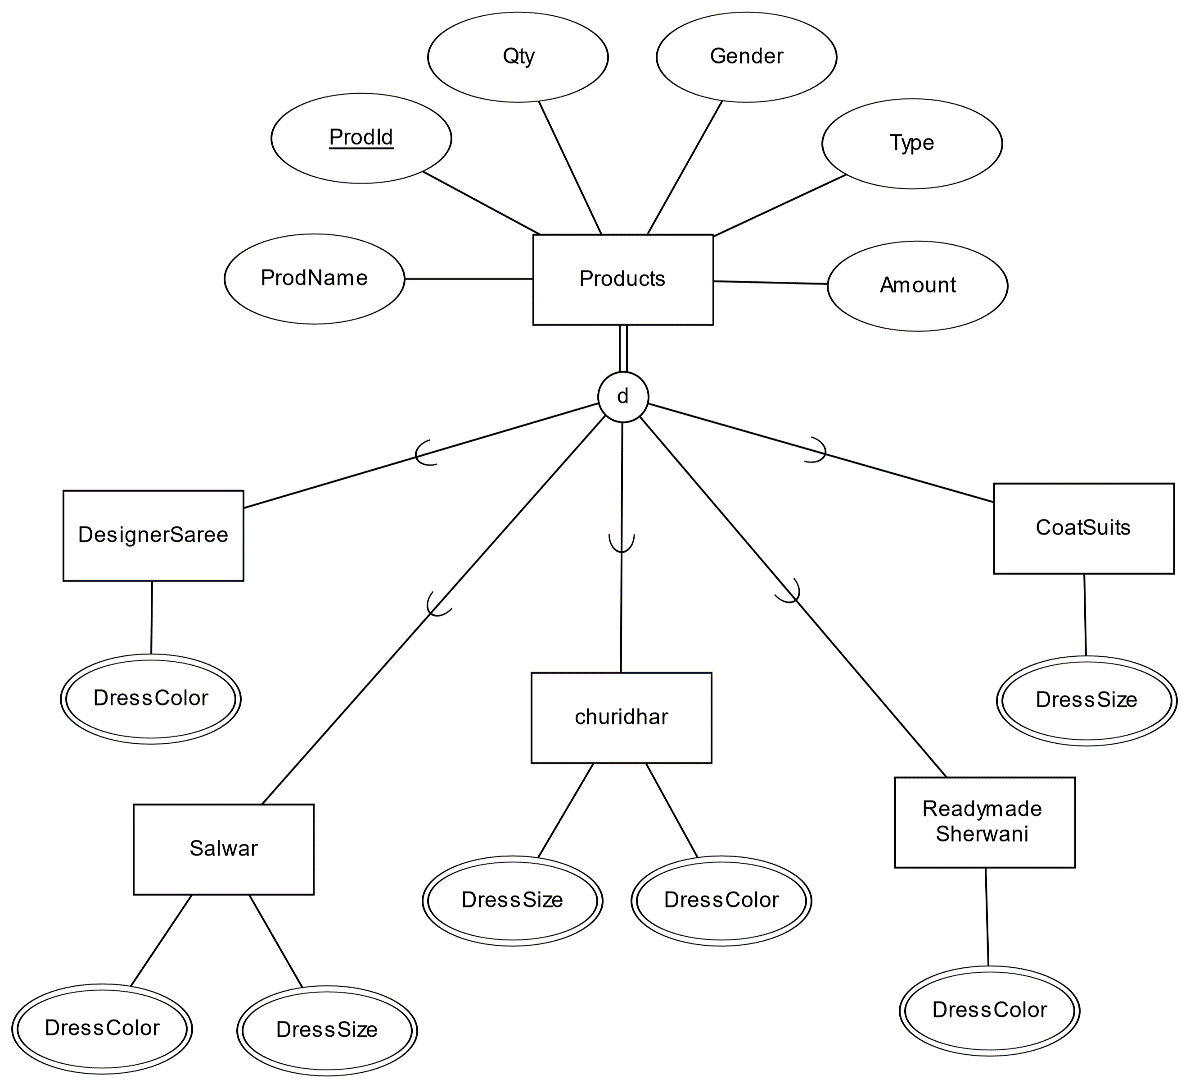 Qty
Gender
ProdId
Type
ProdName
Products
Amount
d
DesignerSaree
CoatSuits
DressColor
churidhar
DressSize
Salwar
Readymade
Sherwani
DressSize
DressColor
DressColor
DressSize
DressColor